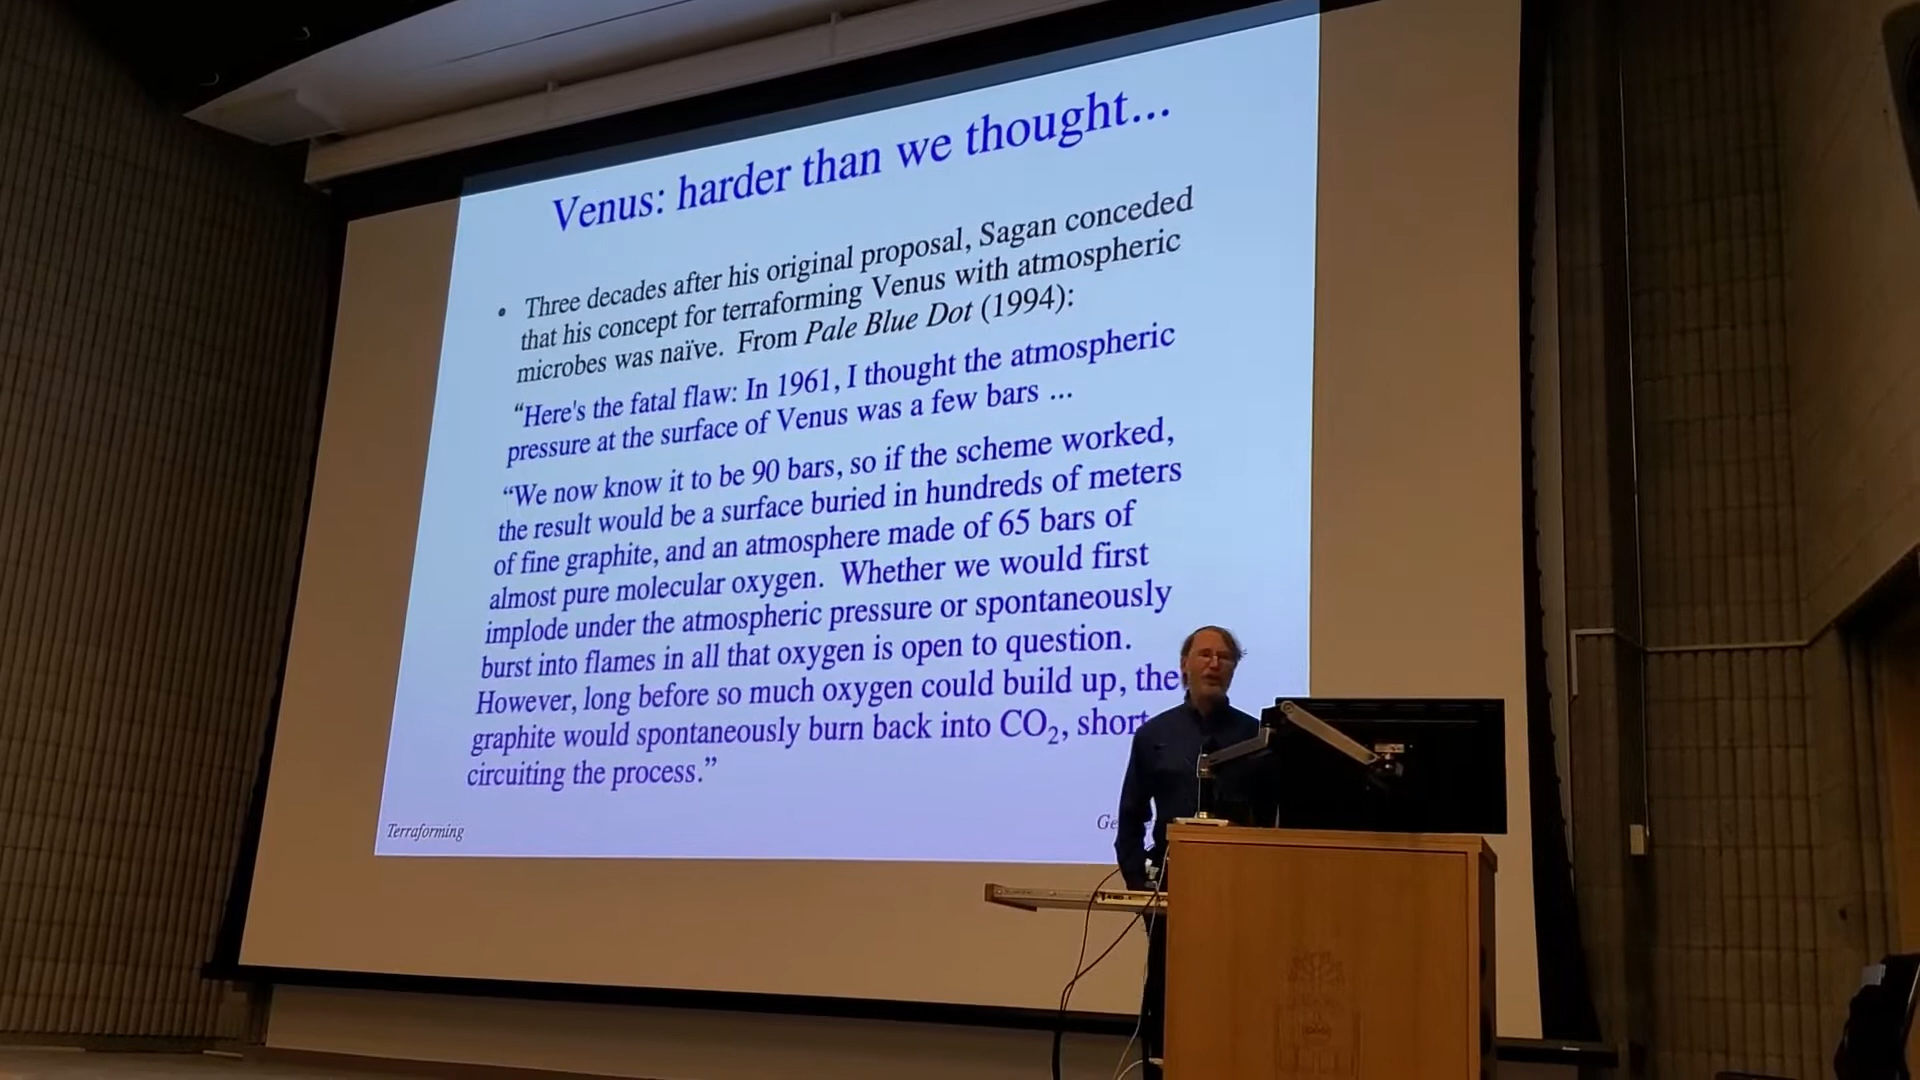 Venus: harder than we thought...
• Three decades after his original proposal, Sagan conceded
that his concept for terraforming Venus with atmospheric
microbes was naïve. From Pale Blue Dot (1994):
“Here's the fatal flaw: In 1961, I thought the atmospheric
pressure at the surface of Venus was a few bars ...
“We now know it to be 90 bars, so if the scheme worked,
the result would be a surface buried in hundreds of meters
of fine graphite, and an atmosphere made of 65 bars of
almost pure molecular oxygen. Whether we would first
implode under the atmospheric pressure or spontaneously
burst into flames in all that oxygen is open to question.
However, long before so much oxygen could build up, the
graphite would spontaneously burn back into CO₂, short
circuiting the process.”
Terraforming